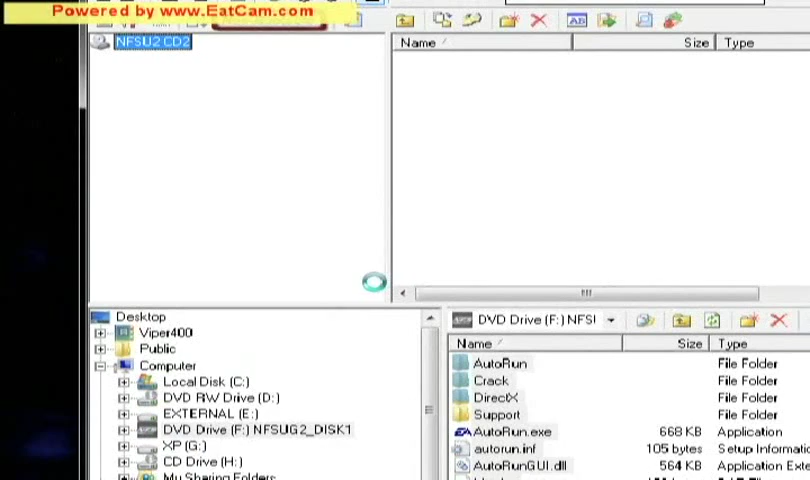 Powered by www.EatCam.com
NFSU2 CD2
Name Size Type
Desktop
Viper400
Public
Computer
Local Disk (C:)
DVD RW Drive (D:)
EXTERNAL (E:)
DVD Drive (F:) NFSUG2_DISK1
XP (G:)
CD Drive (H:)
My Sharing Folders
DVD Drive (F:) NFSI
Name Size Type
AutoRun File Folder
Crack File Folder
DirectX File Folder
Support File Folder
AutoRun.exe 668 KB Application
autorun.inf 105 bytes Setup Informatio
AutoRunGUI.dll 564 KB Application Exte